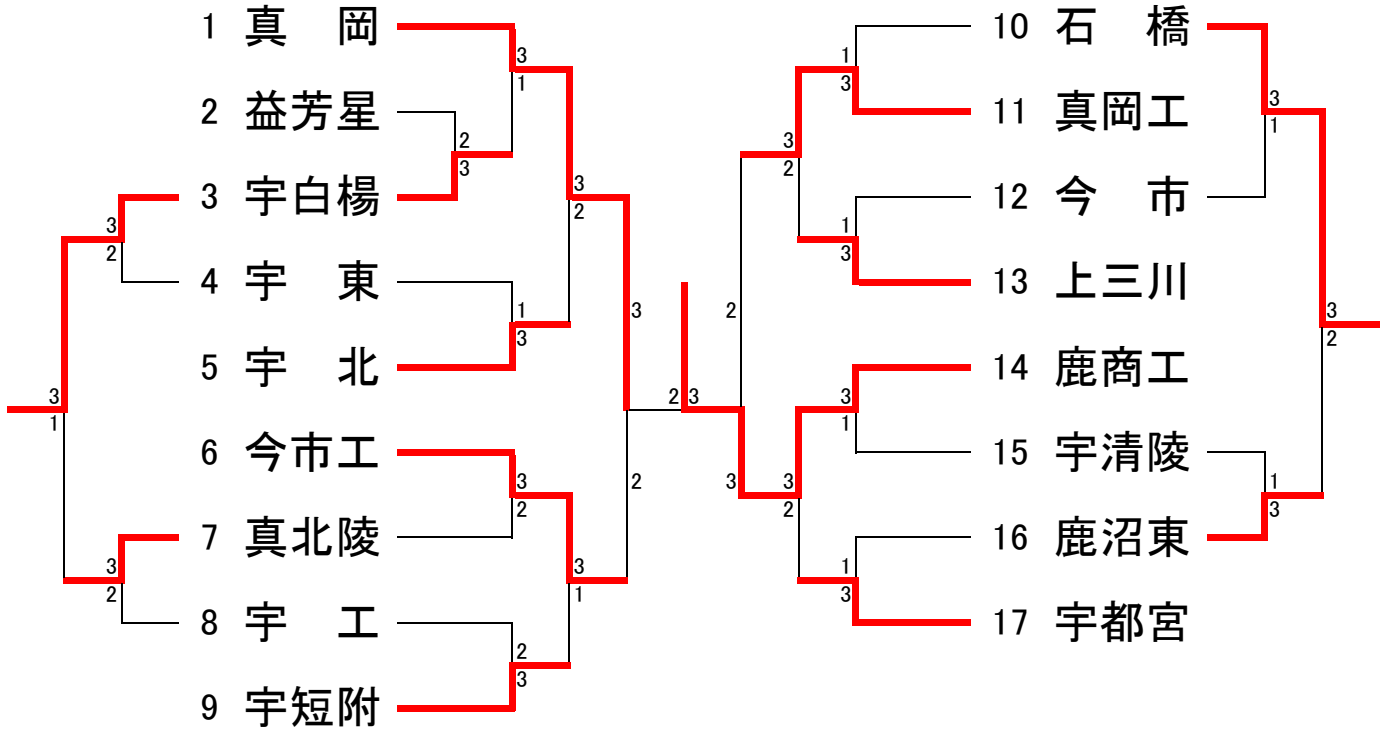 1 真 岡
2 益芳星
3 宇白楊
4 宇 東
5 宇 北
6 今市工
7 真北陵
8 宇 工
9 宇短附
3
1
2
3
3
2
3
2
1
3
3
3
1
3
2
2
3
2
3
1
2
3
2 3
10 石 橋
11 真岡工
12 今 市
13 上三川
14 鹿商工
15 宇清陵
16 鹿沼東
17 宇都宮
1
3
3
2
1
3
2
3
1
3
3
2
1
3
3
1
3
2
1
3